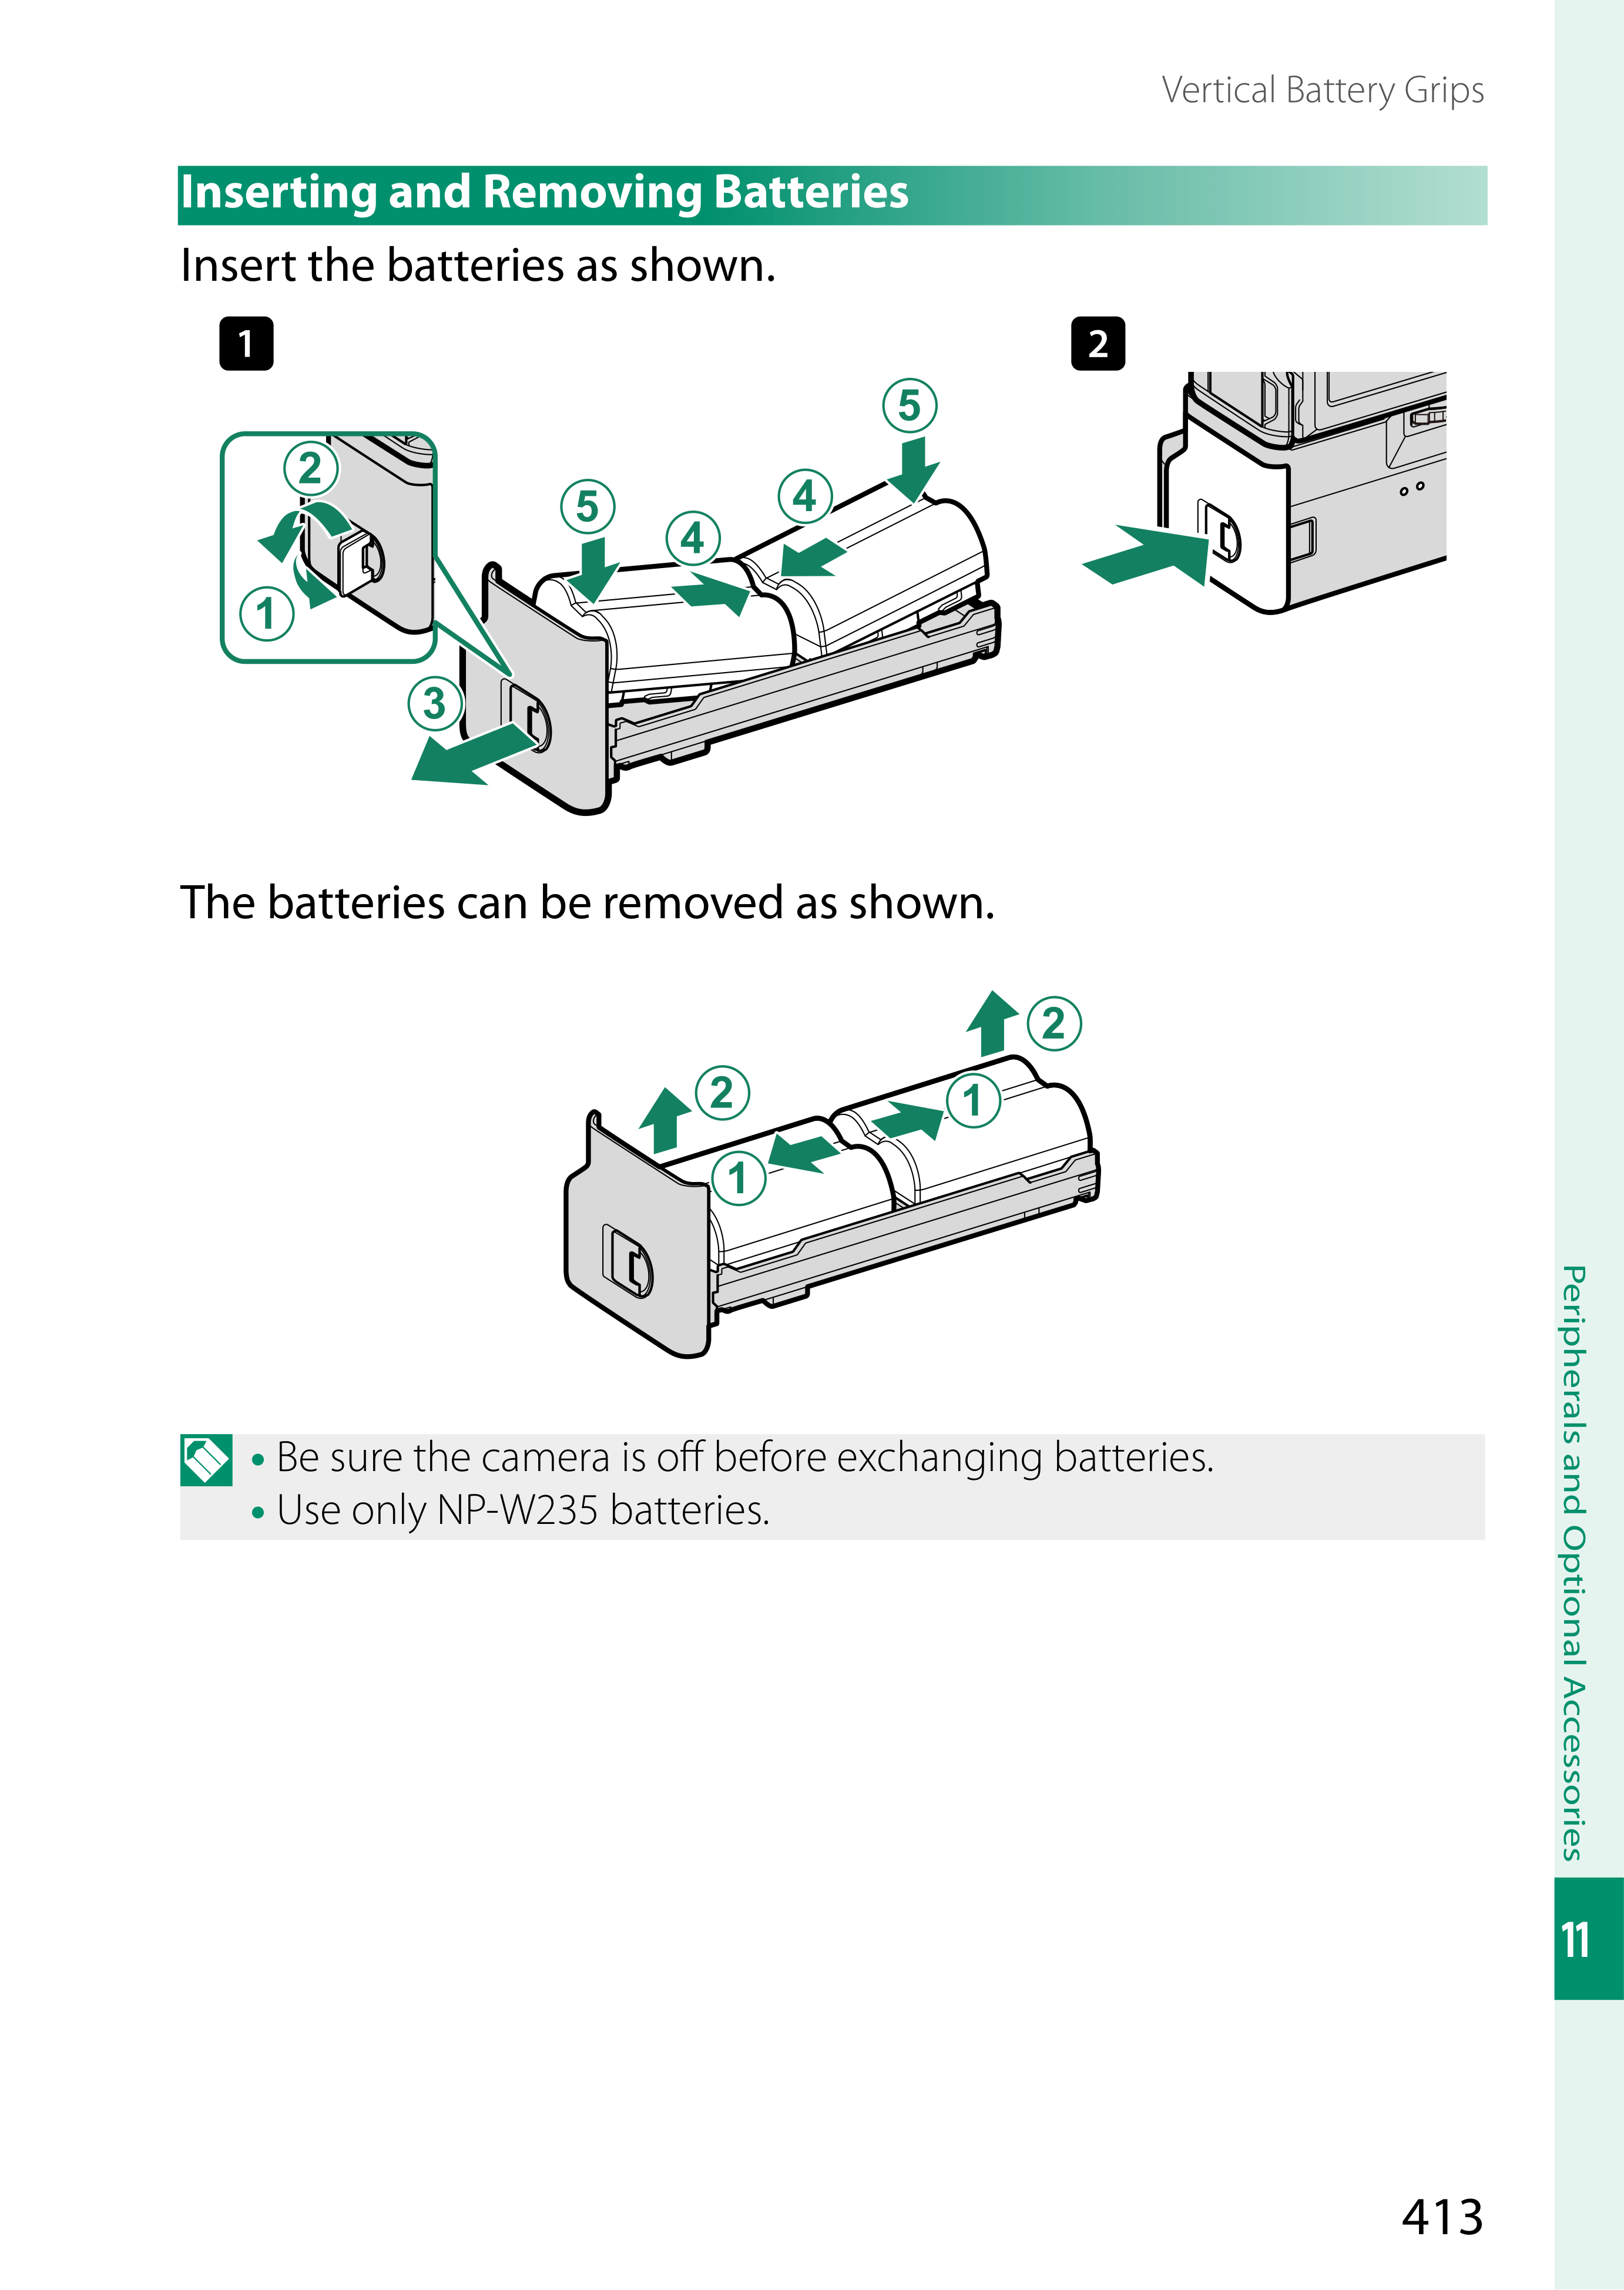 Vertical Battery Grips
Inserting and Removing Batteries
Insert the batteries as shown.
1
2
5
2
4
5
4
1
3
The batteries can be removed as shown.
2
2
1
1
• Be sure the camera is off before exchanging batteries.
• Use only NP-W235 batteries.
Peripherals and Optional Accessories
11
413